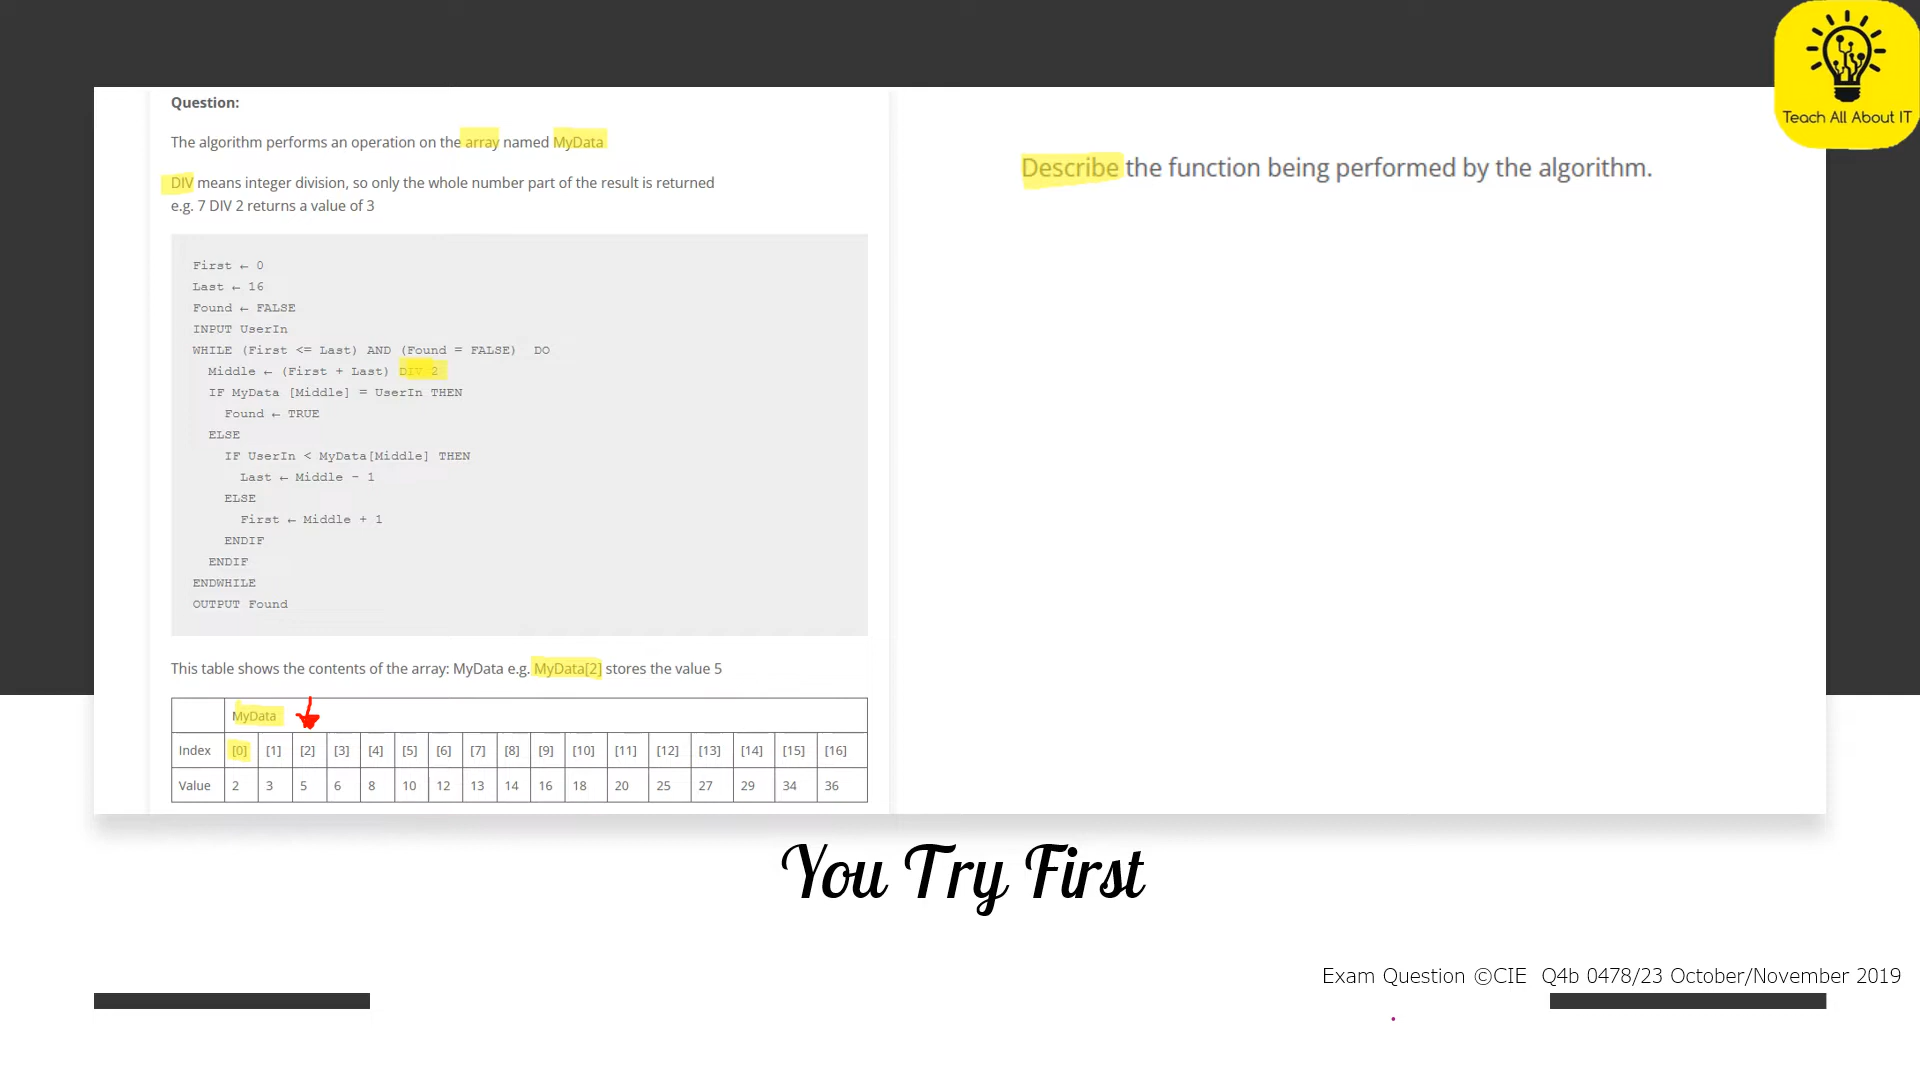 Teach All About IT
Question:
The algorithm performs an operation on the array named MyData
DIV means integer division, so only the whole number part of the result is returned
e.g. 7 DIV 2 returns a value of 3
First ← 0
Last ← 16
Found ← FALSE
INPUT UserIn
WHILE (First <= Last) AND (Found = FALSE) DO
Middle ← (First + Last) DIV 2
IF MyData [Middle] = UserIn THEN
Found ← TRUE
ELSE
IF UserIn < MyData[Middle] THEN
Last ← Middle - 1
ELSE
First ← Middle + 1
ENDIF
ENDIF
ENDWHILE
OUTPUT Found
This table shows the contents of the array: MyData e.g. MyData[2] stores the value 5
MyData
Index [0] [1] [2] [3] [4] [5] [6] [7] [8] [9] [10] [11] [12] [13] [14] [15] [16]
Value 2 3 5 6 8 10 12 13 14 16 18 20 25 27 29 34 36
Describe the function being performed by the algorithm.
You Try First
Exam Question ©CIE Q4b 0478/23 October/November 2019